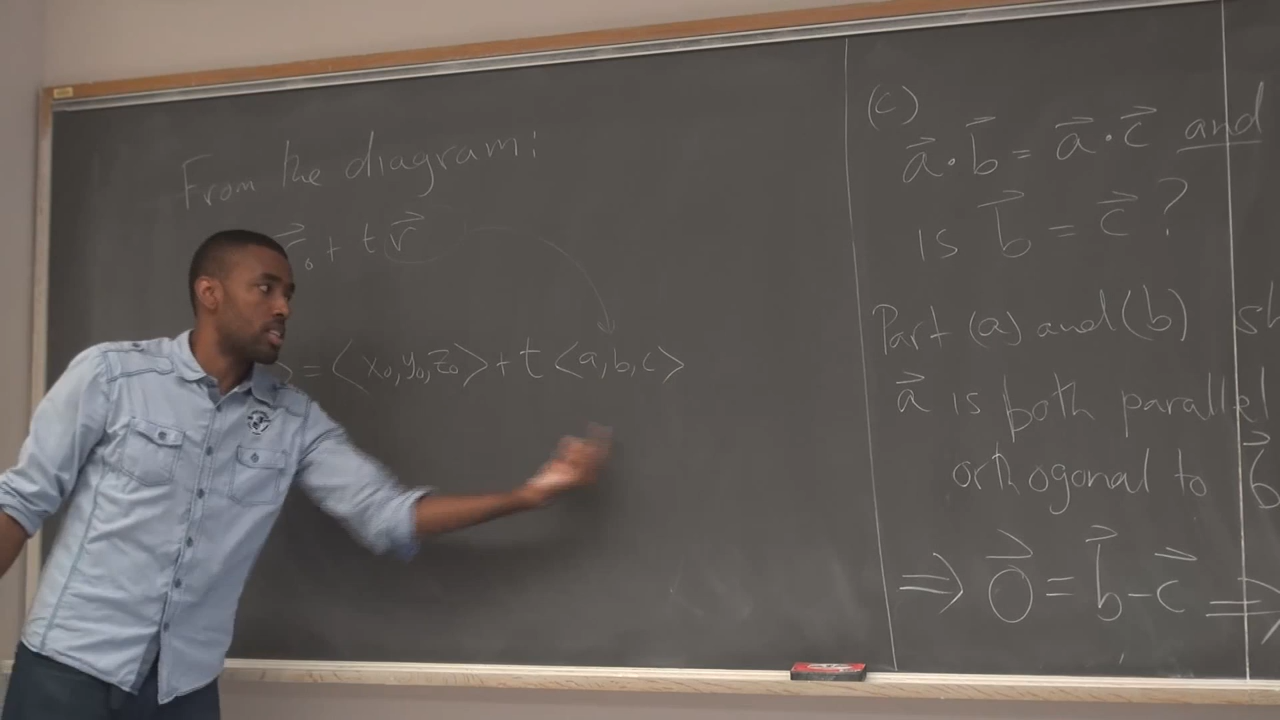 From the diagram:
r⃗₀ + t r⃗
> = <x₀, y₀, z₀> + t <a, b, c>
(c)
a⃗ · b⃗ = a⃗ · c⃗ and
is b⃗ = c⃗ ?
Part (a) and (b)
a⃗ is both parallel
orthogonal to b⃗
⇒ 0⃗ = b⃗ - c⃗ ⇒